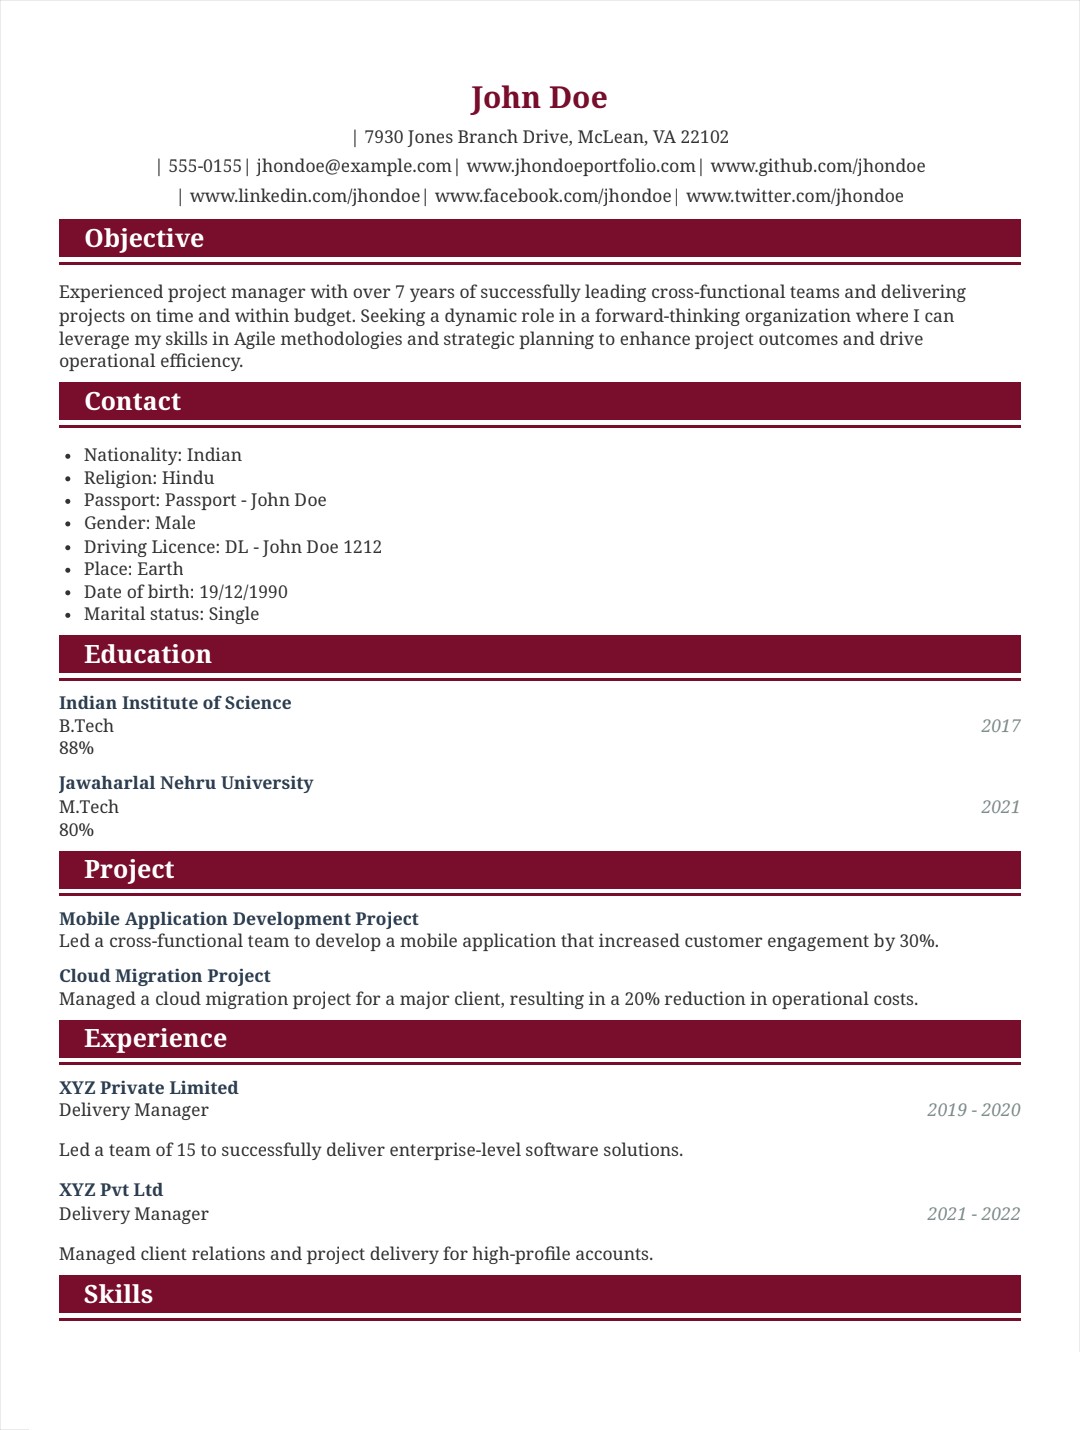 John Doe
| 7930 Jones Branch Drive, McLean, VA 22102
| 555-0155| jhondoe@example.com| www.jhondoeportfolio.com| www.github.com/jhondoe
| www.linkedin.com/jhondoe| www.facebook.com/jhondoe| www.twitter.com/jhondoe
Objective
Experienced project manager with over 7 years of successfully leading cross-functional teams and delivering
projects on time and within budget. Seeking a dynamic role in a forward-thinking organization where I can
leverage my skills in Agile methodologies and strategic planning to enhance project outcomes and drive
operational efficiency.
Contact
• Nationality: Indian
• Religion: Hindu
• Passport: Passport - John Doe
• Gender: Male
• Driving Licence: DL - John Doe 1212
• Place: Earth
• Date of birth: 19/12/1990
• Marital status: Single
Education
Indian Institute of Science
B.Tech 2017
88%
Jawaharlal Nehru University
M.Tech 2021
80%
Project
Mobile Application Development Project
Led a cross-functional team to develop a mobile application that increased customer engagement by 30%.
Cloud Migration Project
Managed a cloud migration project for a major client, resulting in a 20% reduction in operational costs.
Experience
XYZ Private Limited
Delivery Manager 2019 - 2020
Led a team of 15 to successfully deliver enterprise-level software solutions.
XYZ Pvt Ltd
Delivery Manager 2021 - 2022
Managed client relations and project delivery for high-profile accounts.
Skills